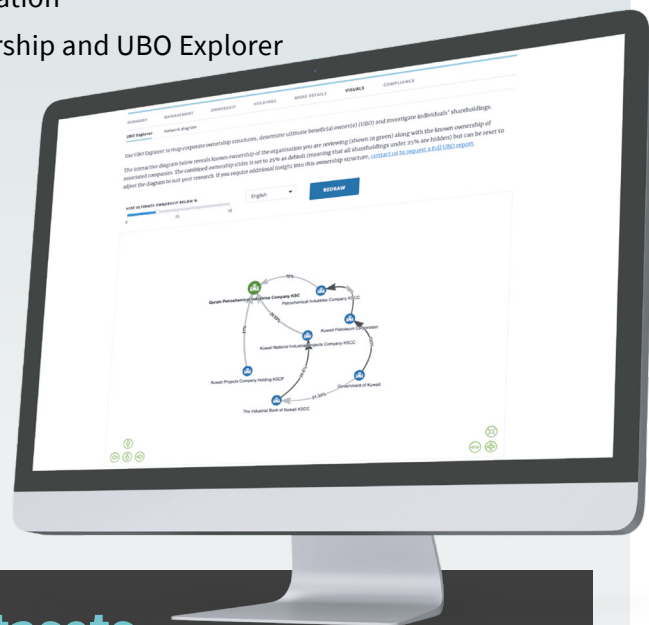 rship and UBO Explorer
SUMMARY MANAGEMENT OWNERSHIP HOLDINGS MORE DETAILS VISUALS COMPLIANCE
UBO Explorer Network diagram
Use UBO Explorer to map corporate ownership structures, determine ultimate beneficial owner(s) (UBO) and investigate individuals' shareholdings.
The interactive diagram below reveals known ownership of the organisation you are reviewing (shown in green) along with the known ownership of
associated companies. The combined ownership slider is set to 25% as default (meaning that all shareholdings under 25% are hidden) but can be reset to
adjust the diagram to suit your research. If you require additional insight into this ownership structure, contact us to request a full UBO report.
HIDE ULTIMATE OWNERSHIP BELOW %
English
REDRAW
0 25 50
Qurain Petrochemical Industries Company KSC
Petrochemical Industries Company KSCC
Kuwait Petroleum Corporation
Kuwait National Industrial Projects Company KSCC
Kuwait Projects Company Holding KSCP
Government of Kuwait
The Industrial Bank of Kuwait KSCC